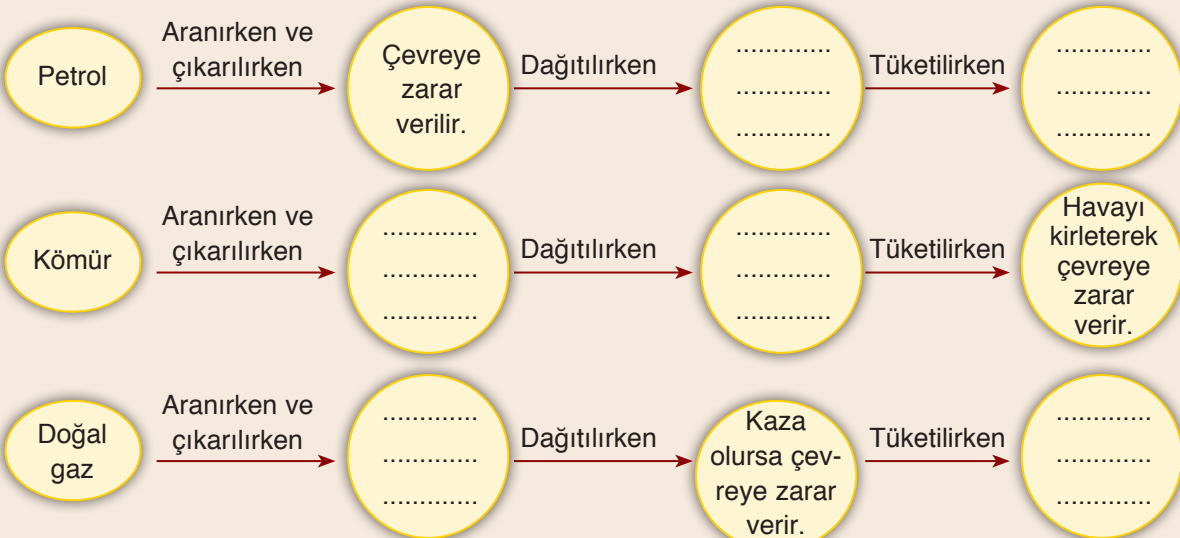 Petrol
Aranırken ve
çıkarılırken
Çevreye
zarar
verilir.
Dağıtılırken
.............
.............
.............
Tüketilirken
.............
.............
.............
Kömür
Aranırken ve
çıkarılırken
.............
.............
.............
Dağıtılırken
.............
.............
.............
Tüketilirken
Havayı
kirleterek
çevreye
zarar
verir.
Doğal
gaz
Aranırken ve
çıkarılırken
.............
.............
.............
Dağıtılırken
Kaza
olursa çev-
reye zarar
verir.
Tüketilirken
.............
.............
.............